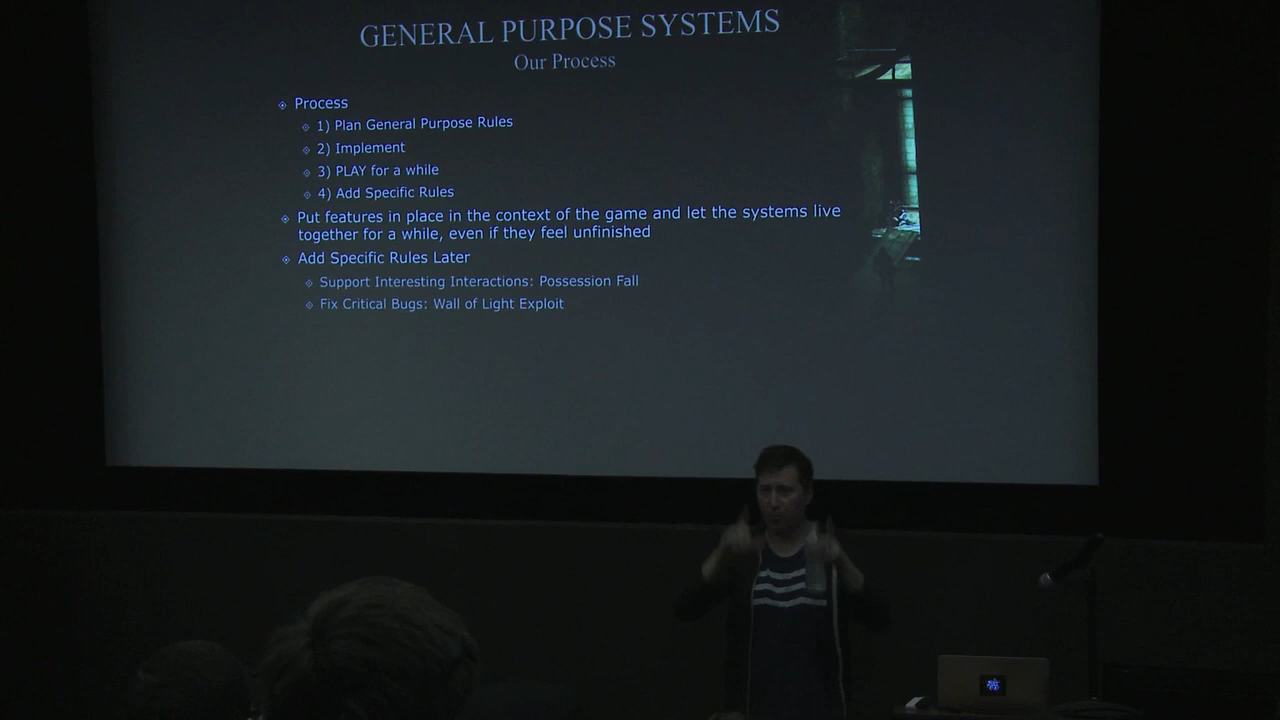 GENERAL PURPOSE SYSTEMS
Our Process
Process
1) Plan General Purpose Rules
2) Implement
3) PLAY for a while
4) Add Specific Rules
Put features in place in the context of the game and let the systems live
together for a while, even if they feel unfinished
Add Specific Rules Later
Support Interesting Interactions: Possession Fall
Fix Critical Bugs: Wall of Light Exploit